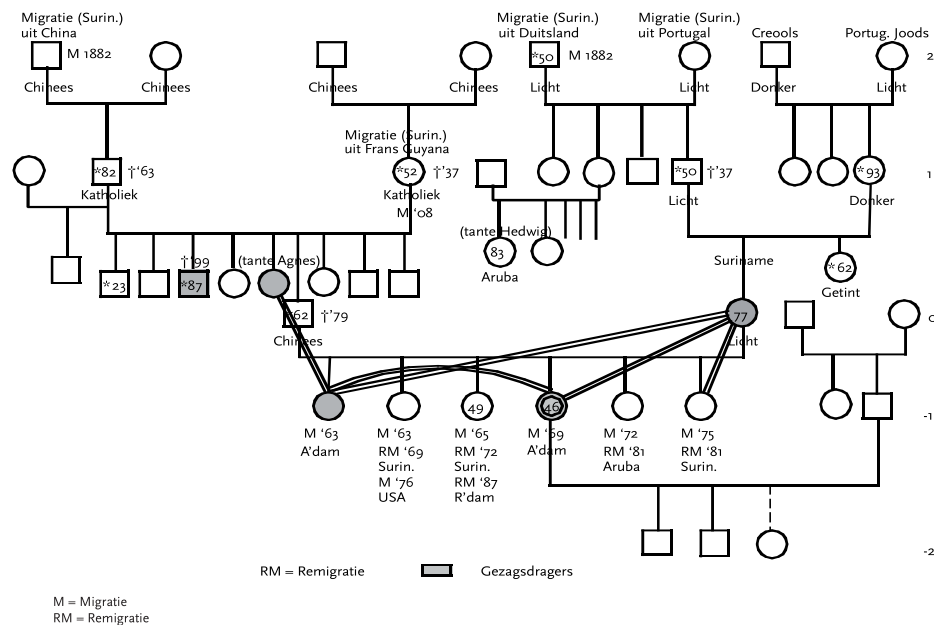 Migratie (Surin.)
uit China
M 1882
Chinees
Chinees
Chinees
Chinees
Migratie (Surin.)
uit Duitsland
*50
M 1882
Licht
Migratie (Surin.)
uit Portugal
Licht
Creools
Donker
Portug. Joods
Licht
2
Migratie (Surin.)
uit Frans Guyana
*82
†‘63
Katholiek
*52
†’37
Katholiek
M ‘08
*50
†’37
Licht
*93
Donker
1
(tante Hedwig)
83
Aruba
Suriname
*62
Getint
†’99
(tante Agnes)
*23
*87
*62
†’79
Chinees
77
Licht
0
49
46
-1
M ‘63
A’dam
M ‘63
RM ‘69
Surin.
M ‘76
USA
M ‘65
RM ‘72
Surin.
RM ‘87
R’dam
M ‘69
A’dam
M ‘72
RM ‘81
Aruba
M ‘75
RM ‘81
Surin.
-2
RM = Remigratie
Gezagsdragers
M = Migratie
RM = Remigratie